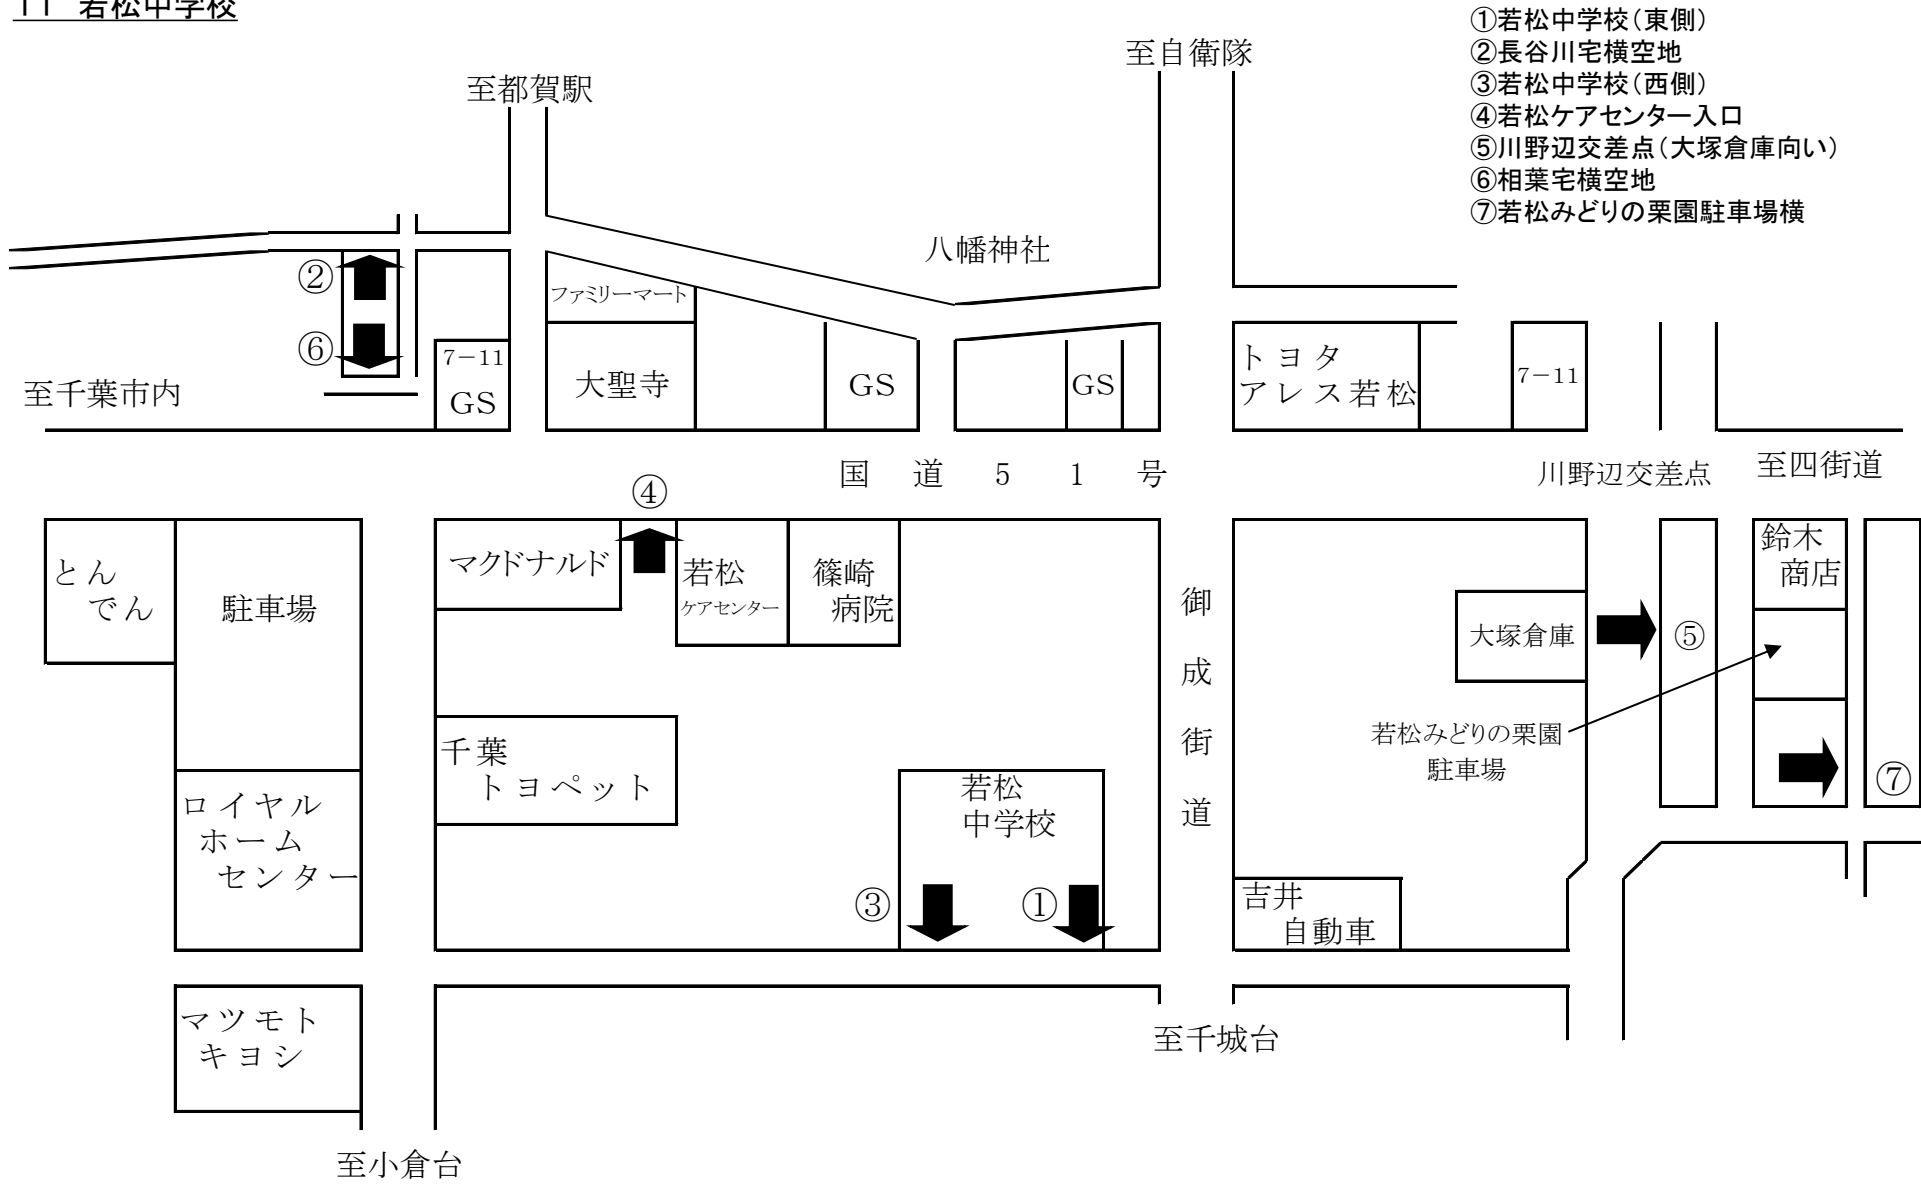 11 若松中学校
①若松中学校(東側)
②長谷川宅横空地
③若松中学校(西側)
④若松ケアセンター入口
⑤川野辺交差点(大塚倉庫向い)
⑥相葉宅横空地
⑦若松みどりの栗園駐車場横
至自衛隊
至都賀駅
八幡神社
②
ファミリーマート
⑥
7-11
GS
大聖寺
GS
GS
トヨタ
アレス若松
7-11
至千葉市内
国道51号
川野辺交差点
至四街道
④
とん
でん
駐車場
マクドナルド
若松
ケアセンター
篠崎
病院
御成街道
大塚倉庫
⑤
鈴木
商店
若松みどりの栗園
駐車場
⑦
千葉
トヨペット
ロイヤル
ホーム
センター
若松
中学校
③
①
吉井
自動車
マツモト
キヨシ
至千城台
至小倉台